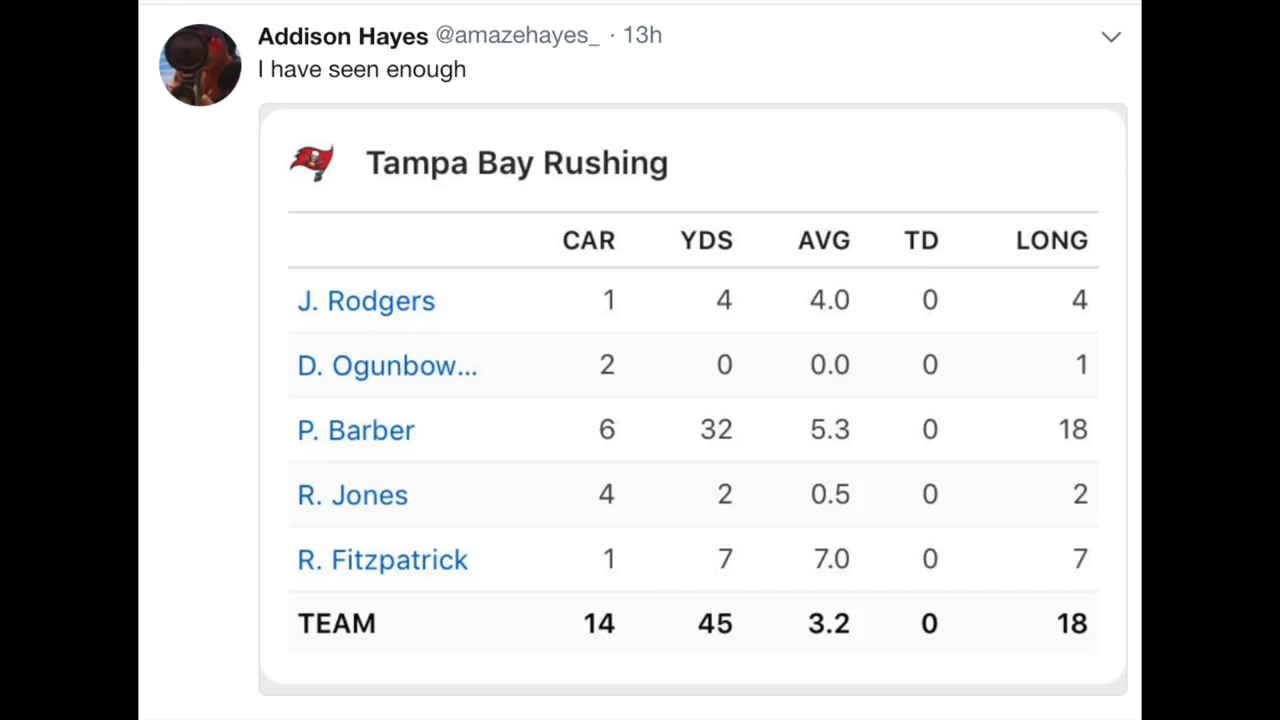 Addison Hayes @amazehayes_ · 13h
I have seen enough
Tampa Bay Rushing
CAR YDS AVG TD LONG
J. Rodgers 1 4 4.0 0 4
D. Ogunbow... 2 0 0.0 0 1
P. Barber 6 32 5.3 0 18
R. Jones 4 2 0.5 0 2
R. Fitzpatrick 1 7 7.0 0 7
TEAM 14 45 3.2 0 18